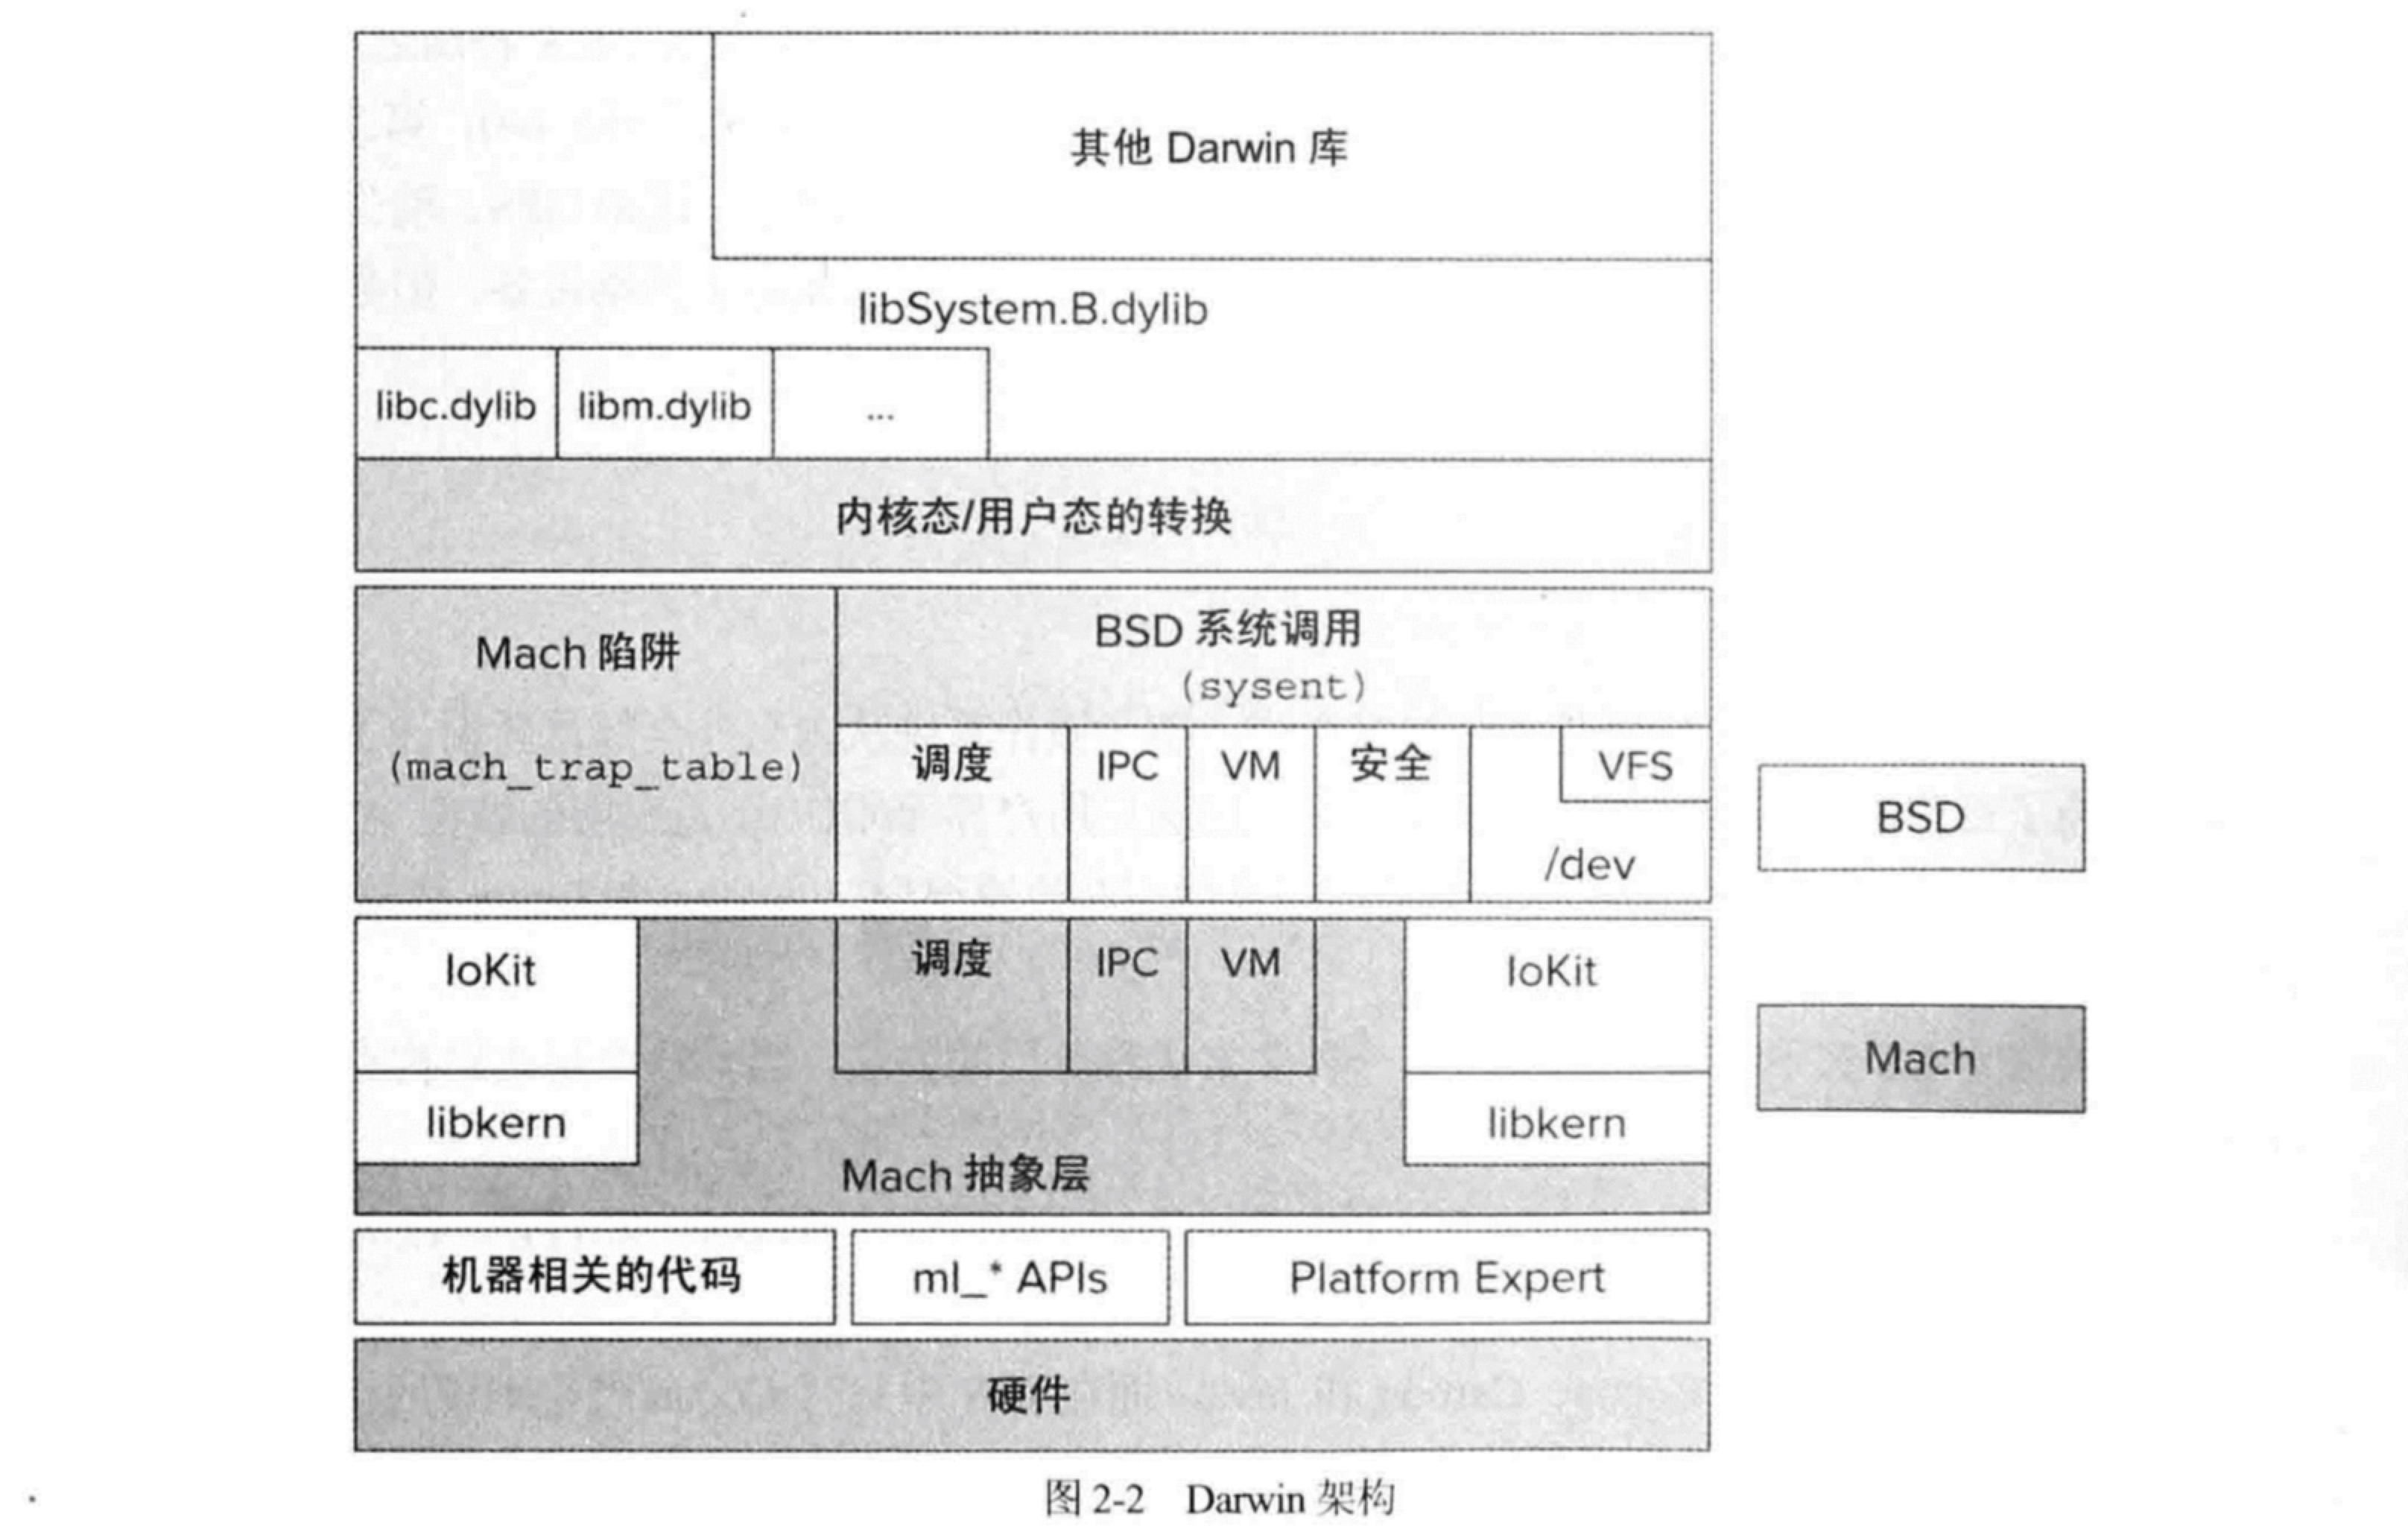 其他 Darwin 库
libSystem.B.dylib
libc.dylib
libm.dylib
...
内核态/用户态的转换
Mach 陷阱
(mach_trap_table)
BSD 系统调用
(sysent)
调度
IPC
VM
安全
VFS
/dev
BSD
IoKit
调度
IPC
VM
IoKit
Mach
libkern
libkern
Mach 抽象层
机器相关的代码
ml_* APIs
Platform Expert
硬件
图 2-2 Darwin 架构